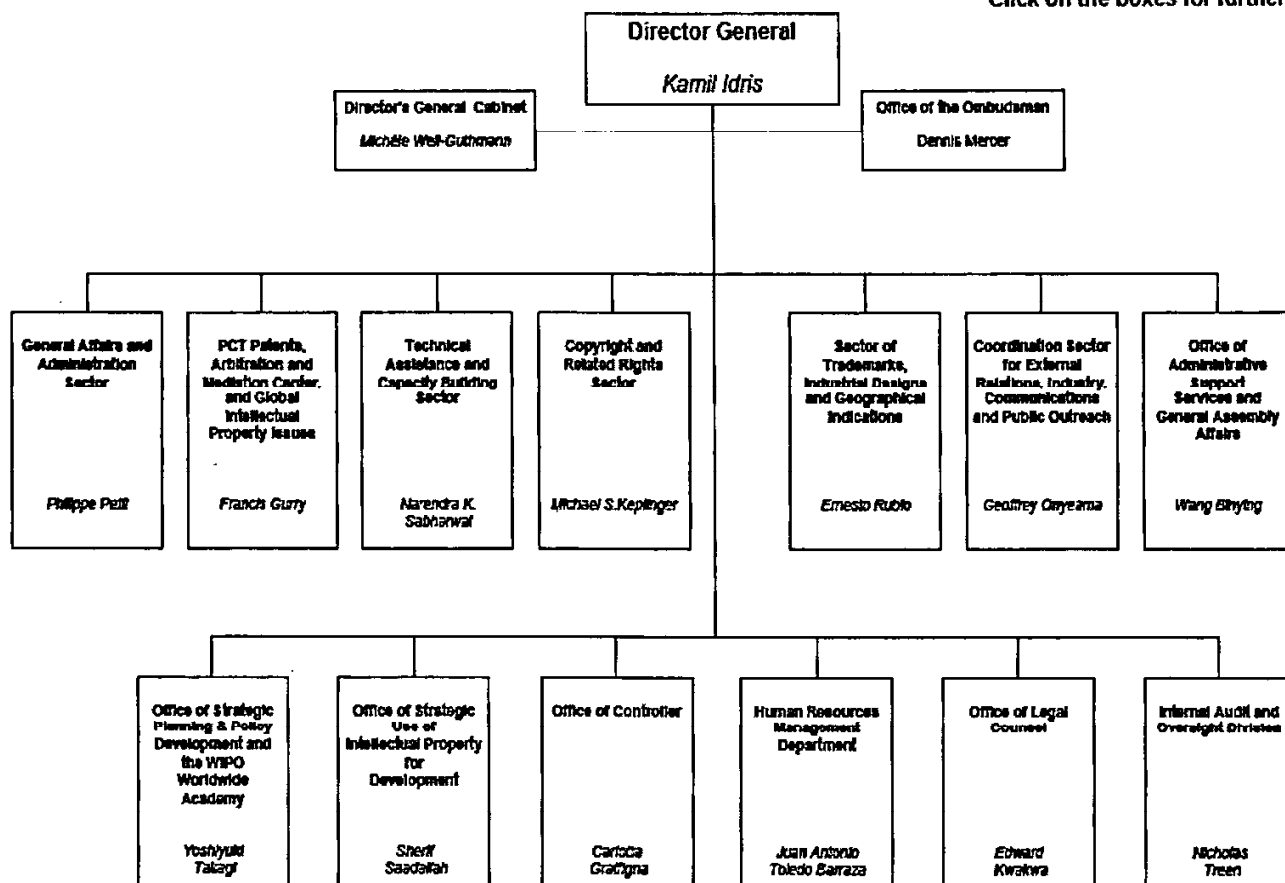 Click on the boxes for further
Director General
Kamil Idris
Director's General Cabinet
Michèle Weil-Guthmann
Office of the Ombudsman
Dennis Mercer
General Affairs and
Administration
Sector
Philippe Petit
PCT Patents,
Arbitration and
Mediation Center,
and Global
Intellectual
Property Issues
Francis Gurry
Technical
Assistance and
Capacity Building
Sector
Narendra K.
Sabharwal
Copyright and
Related Rights
Sector
Michael S.Keplinger
Sector of
Trademarks,
Industrial Designs
and Geographical
Indications
Ernesto Rubio
Coordination Sector
for External
Relations, Industry,
Communications
and Public Outreach
Geoffrey Onyeama
Office of
Administrative
Support
Services and
General Assembly
Affairs
Wang Binying
Office of Strategic
Planning & Policy
Development and
the WIPO
Worldwide
Academy
Yoshiyuki
Takagi
Office of Strategic
Use of
Intellectual Property
for
Development
Sherif
Saadallah
Office of Controller
Carlotta
Graffigna
Human Resources
Management
Department
Juan Antonio
Toledo Barraza
Office of Legal
Counsel
Edward
Kwakwa
Internal Audit and
Oversight Division
Nicholas
Treen